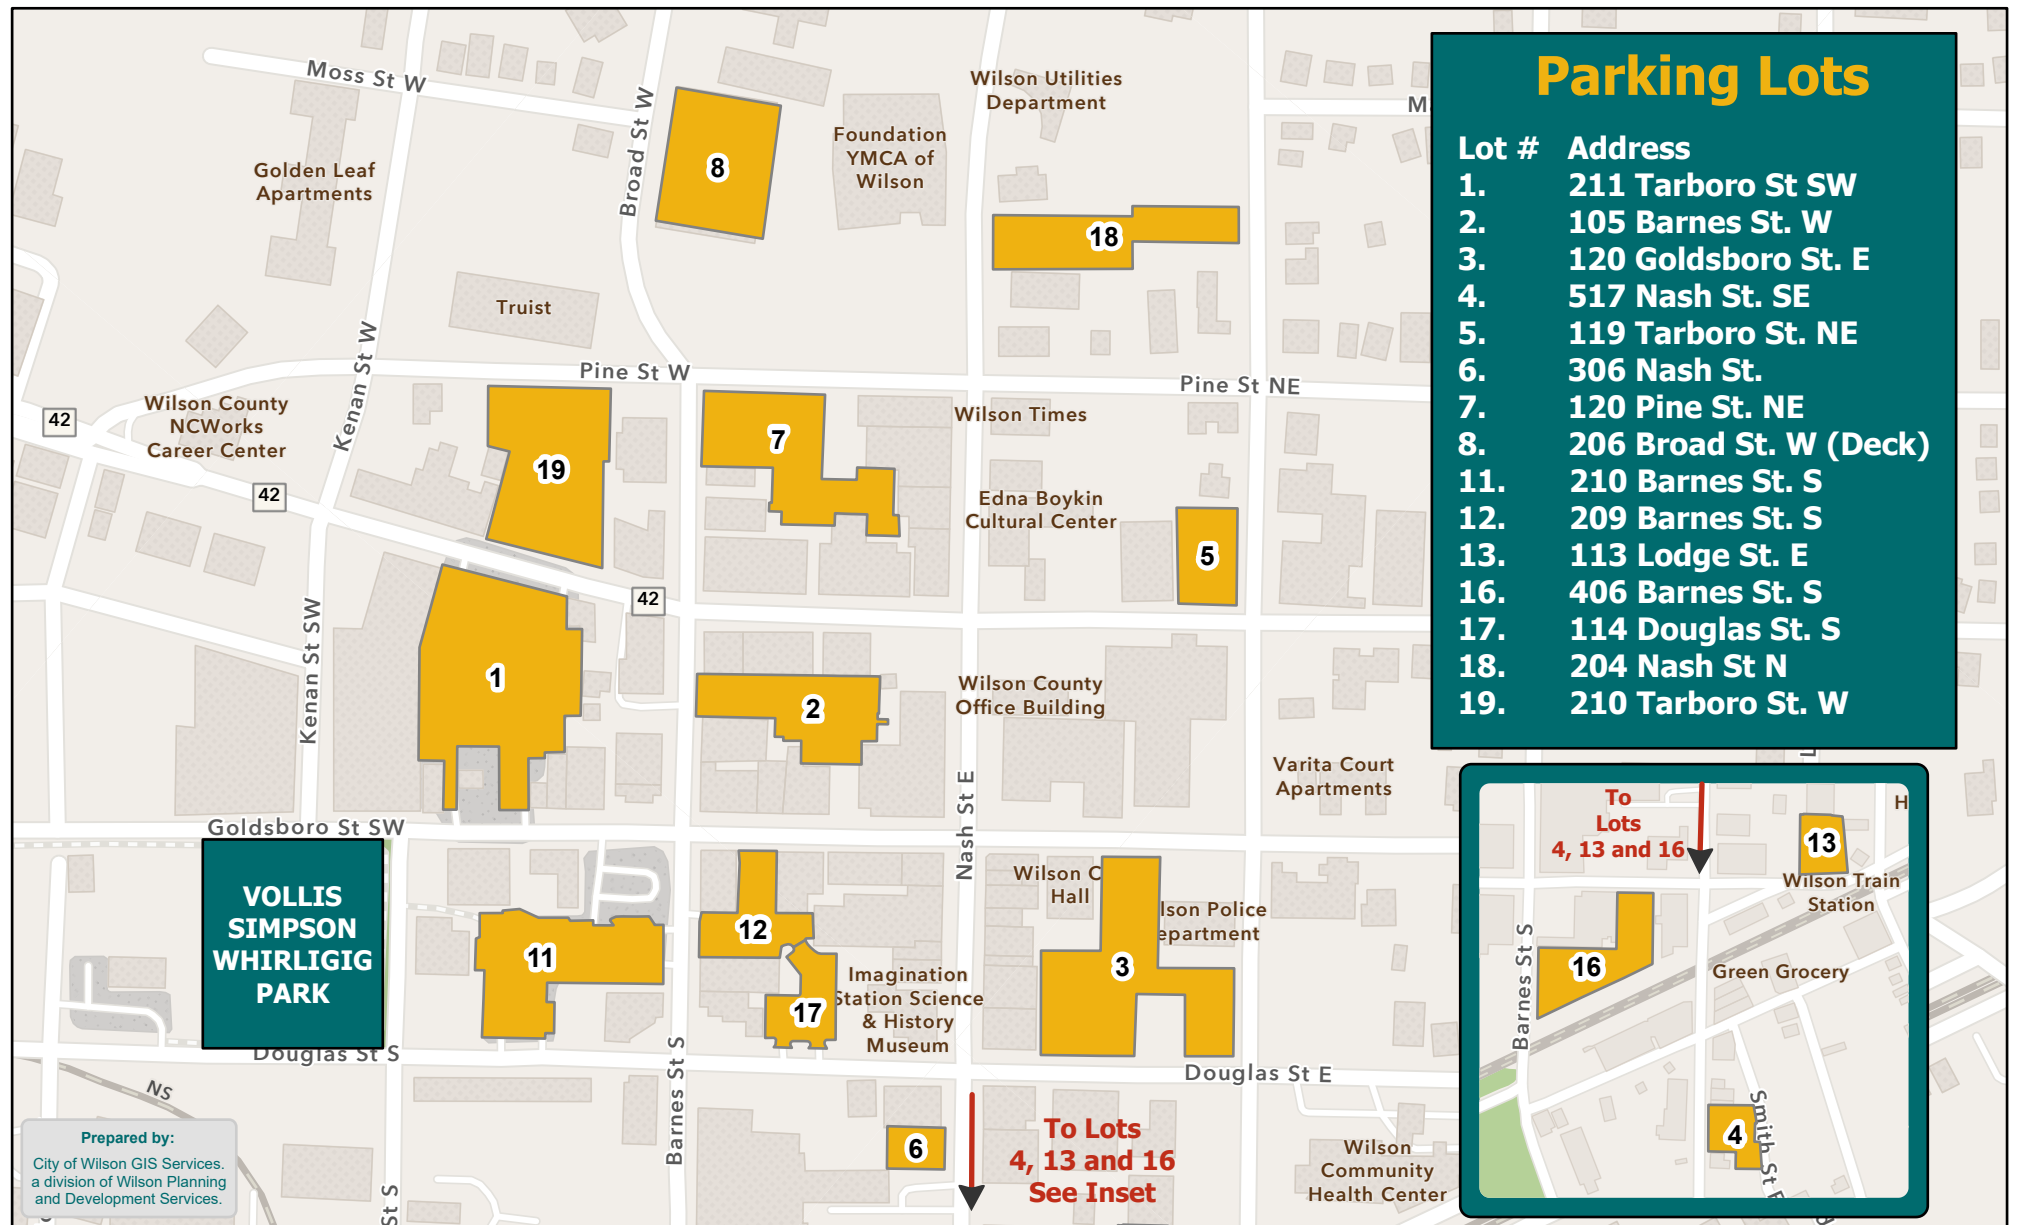 Moss St W
Broad St W
Golden Leaf
Apartments
8
Foundation
YMCA of
Wilson
Wilson Utilities
Department
18
Truist
Kenan St W
Pine St W
Pine St NE
42
Wilson County
NCWorks
Career Center
42
42
19
7
Wilson Times
Edna Boykin
Cultural Center
5
1
2
Kenan St SW
Wilson County
Office Building
Nash St E
Varita Court
Apartments
Goldsboro St SW
VOLLIS
SIMPSON
WHIRLIGIG
PARK
11
12
17
Imagination
Station Science
& History
Museum
Wilson C
Hall
lson Police
epartment
3
Douglas St S
Douglas St E
Barnes St S
NS
St S
6
To Lots
4, 13 and 16
See Inset
Wilson
Community
Health Center
Prepared by:
City of Wilson GIS Services.
a division of Wilson Planning
and Development Services.
Parking Lots
Lot # Address
1. 211 Tarboro St SW
2. 105 Barnes St. W
3. 120 Goldsboro St. E
4. 517 Nash St. SE
5. 119 Tarboro St. NE
6. 306 Nash St.
7. 120 Pine St. NE
8. 206 Broad St. W (Deck)
11. 210 Barnes St. S
12. 209 Barnes St. S
13. 113 Lodge St. E
16. 406 Barnes St. S
17. 114 Douglas St. S
18. 204 Nash St N
19. 210 Tarboro St. W
To
Lots
4, 13 and 16
13
H
Wilson Train
Station
Barnes St S
16
Green Grocery
4
Smith St